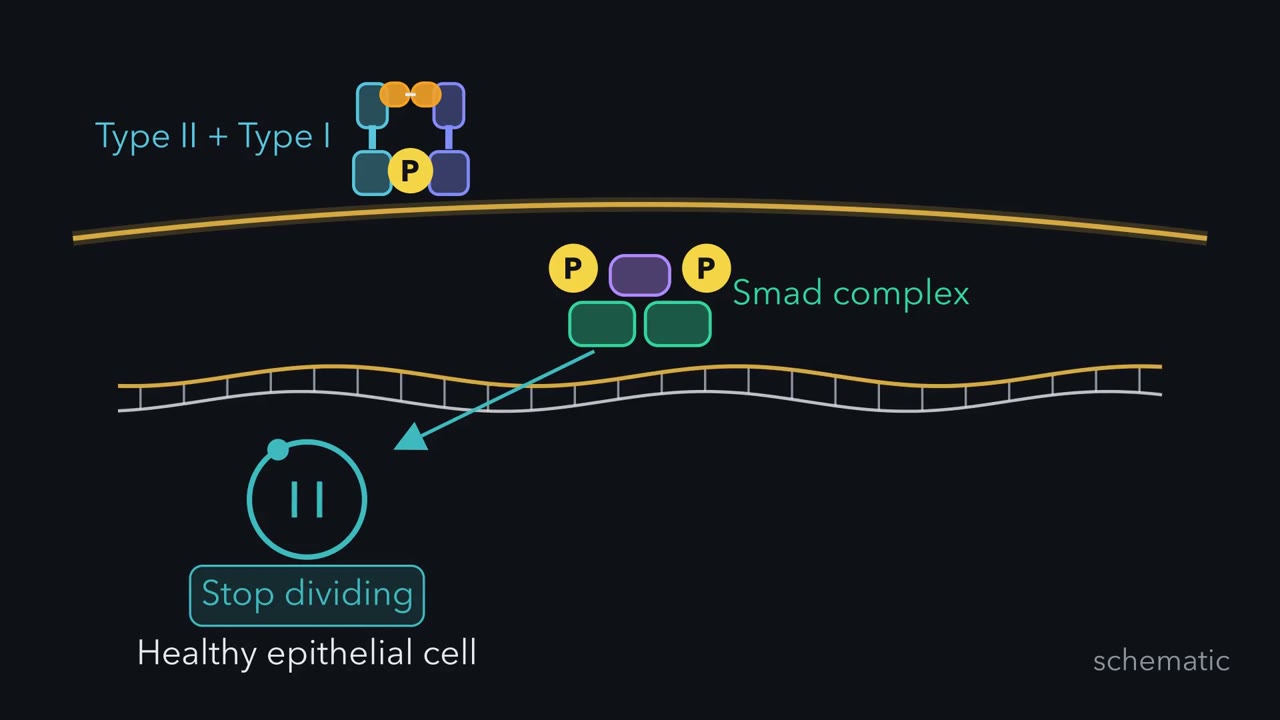 Type II + Type I
P
P
P
Smad complex
Stop dividing
Healthy epithelial cell
schematic